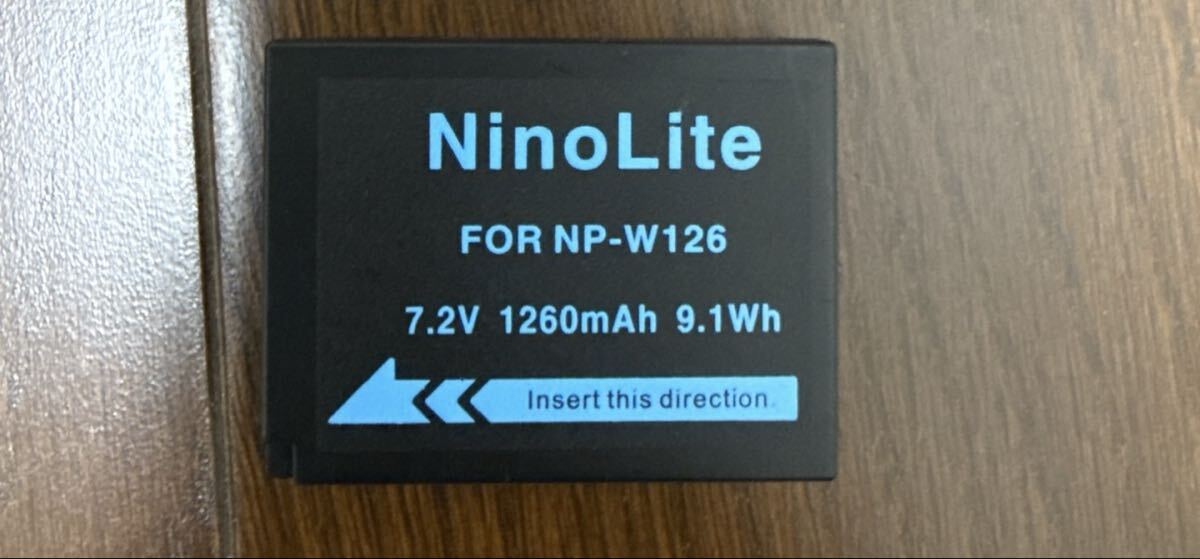 NinoLite
FOR NP-W126
7.2V 1260mAh 9.1Wh
Insert this direction